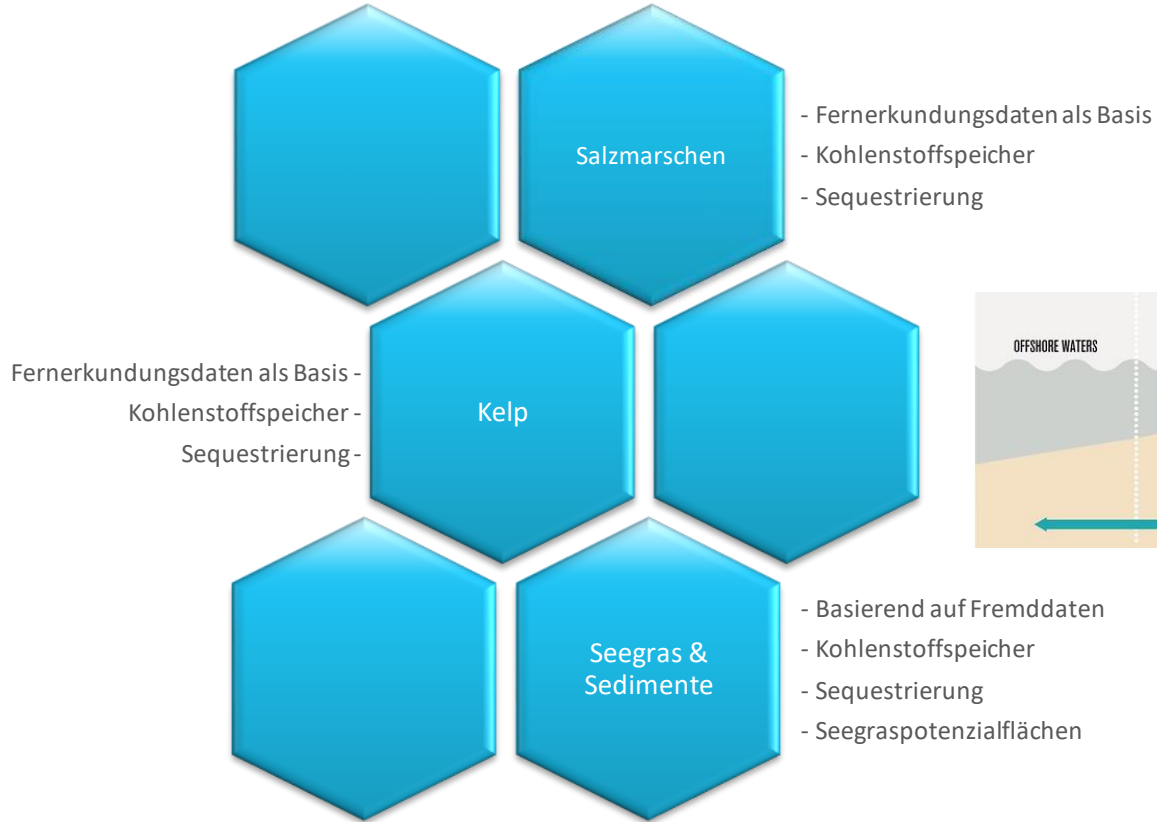 Salzmarschen
- Fernerkundungsdaten als Basis
- Kohlenstoffspeicher
- Sequestrierung
Fernerkundungsdaten als Basis -
Kohlenstoffspeicher -
Sequestrierung -
Kelp
OFFSHORE WATERS
Seegras &
Sedimente
- Basierend auf Fremddaten
- Kohlenstoffspeicher
- Sequestrierung
- Seegraspotenzialflächen